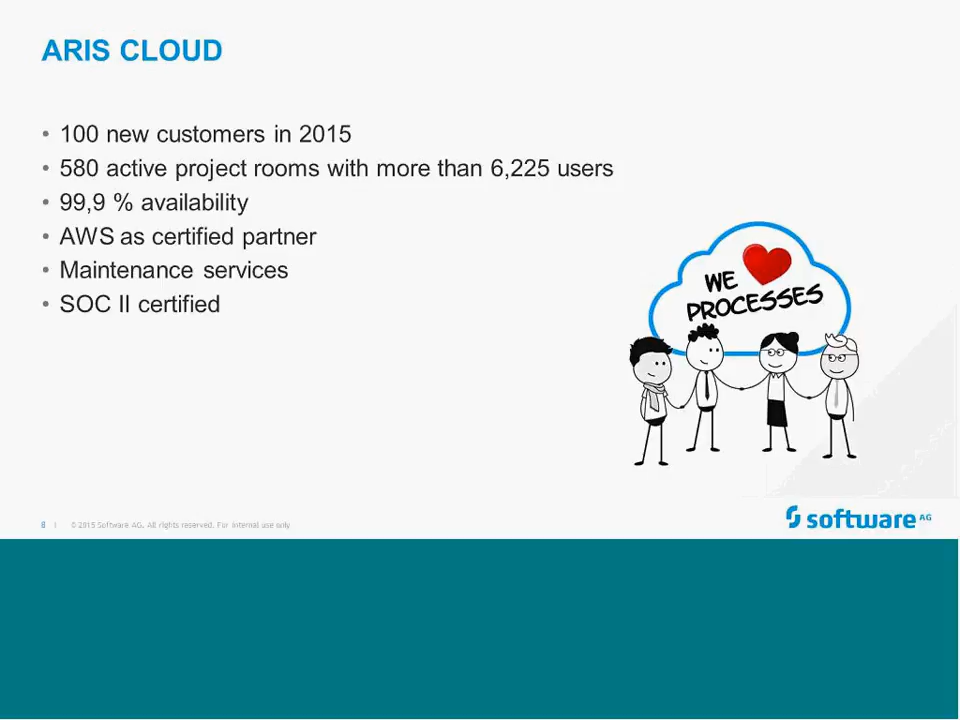 ARIS CLOUD
• 100 new customers in 2015
• 580 active project rooms with more than 6,225 users
• 99,9 % availability
• AWS as certified partner
• Maintenance services
• SOC II certified
WE
PROCESSES
8 | © 2015 Software AG. All rights reserved. For internal use only
software AG